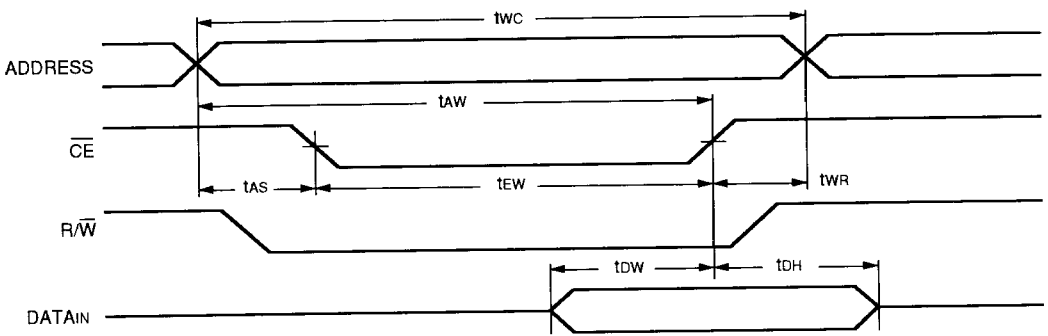 tWC
ADDRESS
tAW
CE
tAS
tEW
tWR
R/W
tDW
tDH
DATAIN